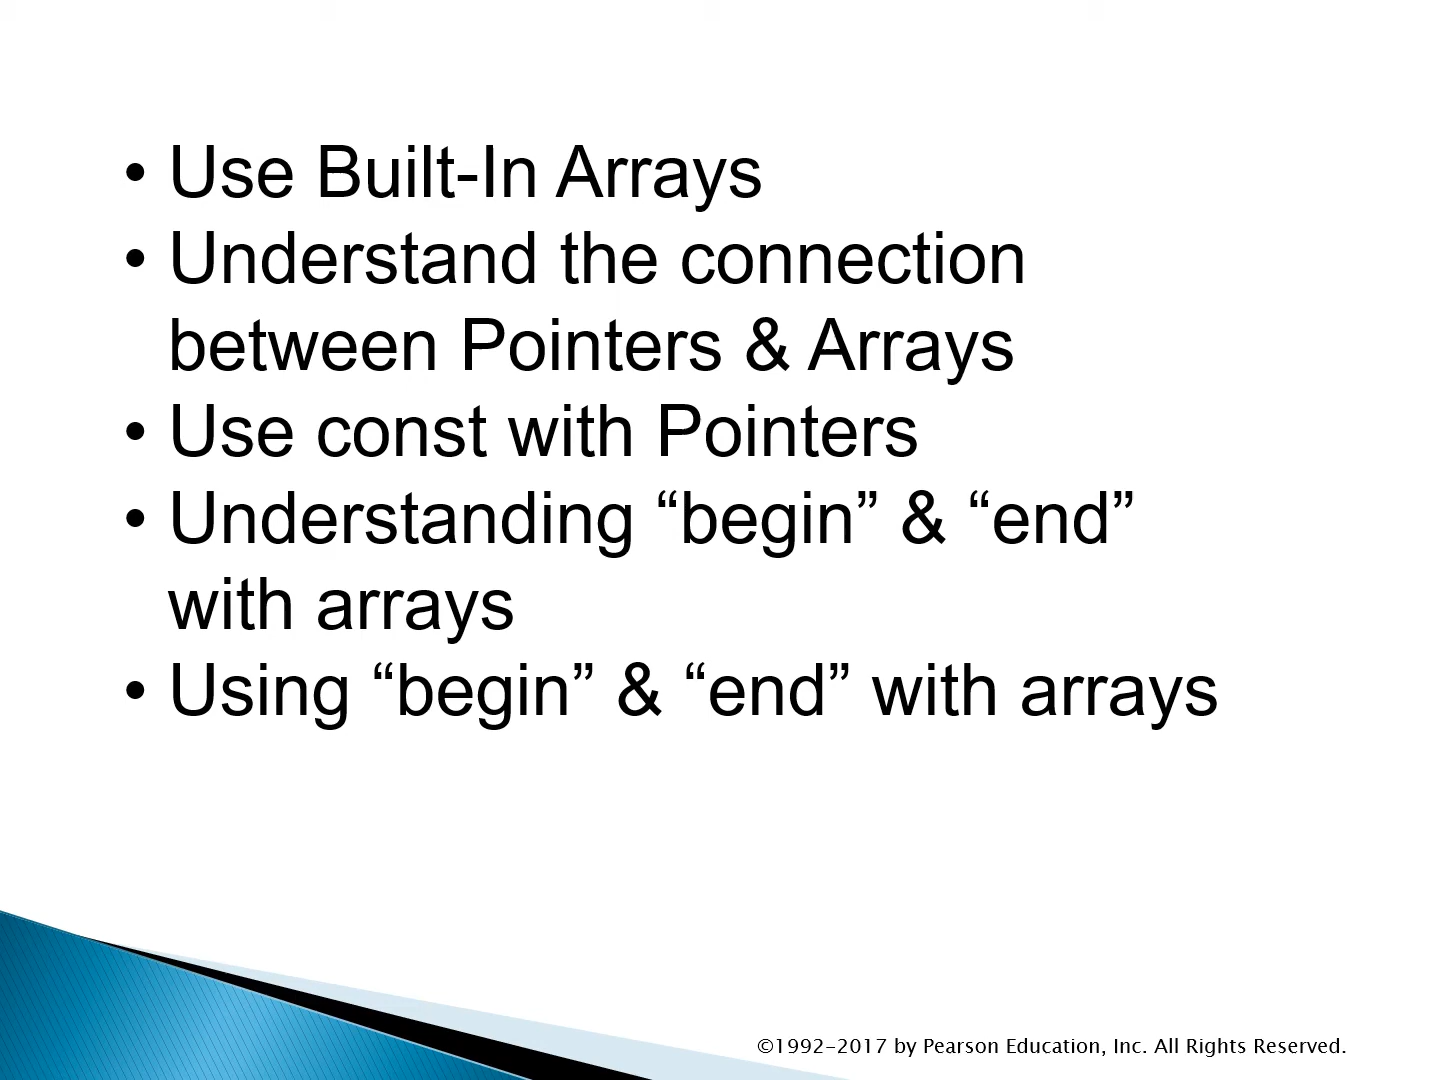 • Use Built-In Arrays
• Understand the connection
between Pointers & Arrays
• Use const with Pointers
• Understanding “begin” & “end”
with arrays
• Using “begin” & “end” with arrays
©1992-2017 by Pearson Education, Inc. All Rights Reserved.